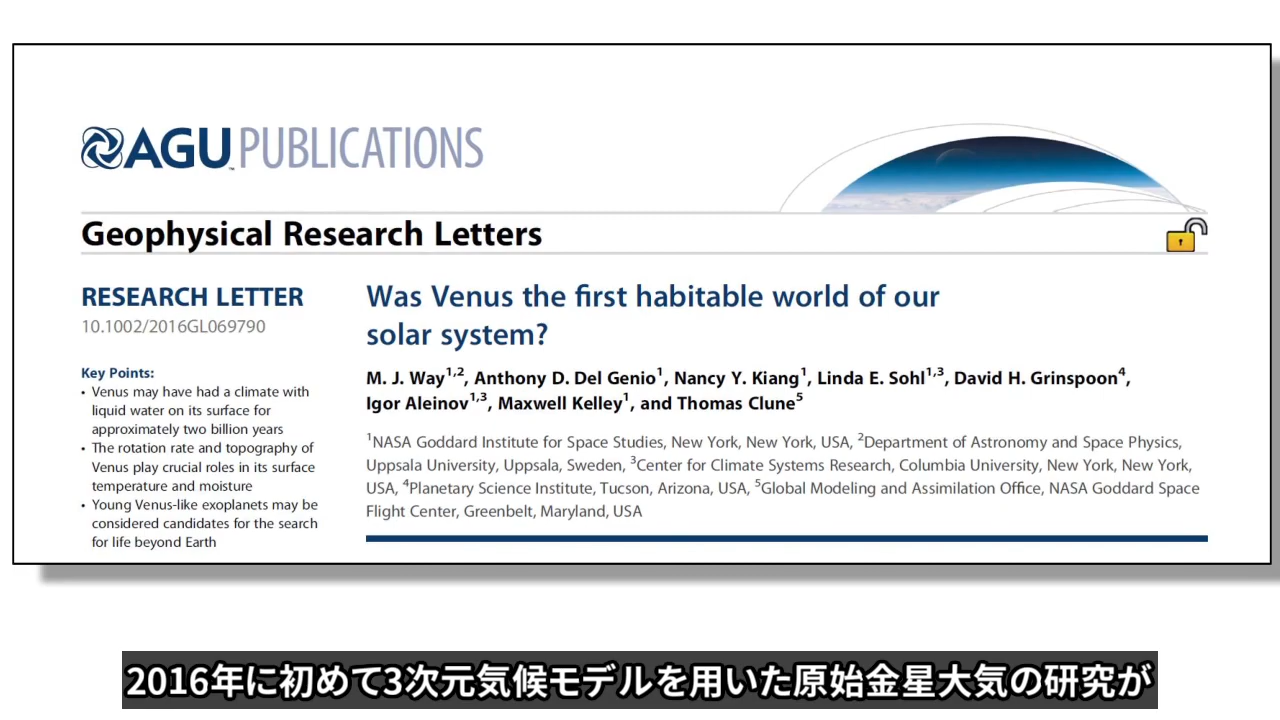 AGU PUBLICATIONS
Geophysical Research Letters
RESEARCH LETTER
10.1002/2016GL069790
Key Points:
• Venus may have had a climate with
liquid water on its surface for
approximately two billion years
• The rotation rate and topography of
Venus play crucial roles in its surface
temperature and moisture
• Young Venus-like exoplanets may be
considered candidates for the search
for life beyond Earth
Was Venus the first habitable world of our
solar system?
M. J. Way1,2, Anthony D. Del Genio1, Nancy Y. Kiang1, Linda E. Sohl1,3, David H. Grinspoon4,
Igor Aleinov1,3, Maxwell Kelley1, and Thomas Clune5
1NASA Goddard Institute for Space Studies, New York, New York, USA, 2Department of Astronomy and Space Physics,
Uppsala University, Uppsala, Sweden, 3Center for Climate Systems Research, Columbia University, New York, New York,
USA, 4Planetary Science Institute, Tucson, Arizona, USA, 5Global Modeling and Assimilation Office, NASA Goddard Space
Flight Center, Greenbelt, Maryland, USA
2016年に初めて3次元気候モデルを用いた原始金星大気の研究が